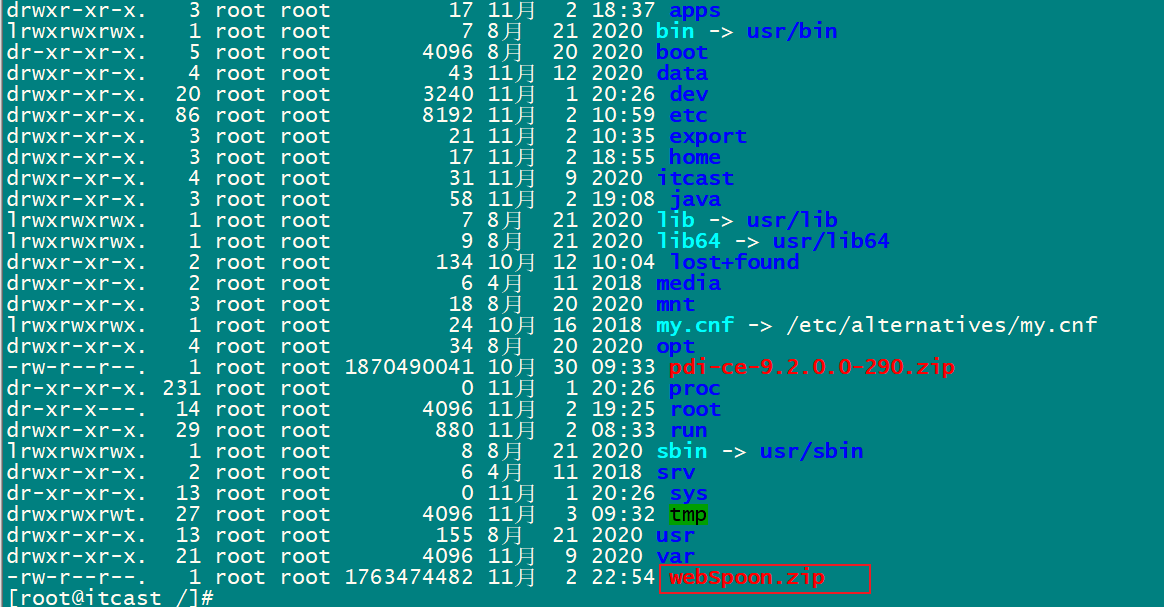 drwxr-xr-x.   3 root root         17 11月   2 18:37 apps
lrwxrwxrwx.   1 root root          7 8月   21 2020 bin -> usr/bin
dr-xr-xr-x.   5 root root       4096 8月   20 2020 boot
drwxr-xr-x.   4 root root         43 11月  12 2020 data
drwxr-xr-x.  20 root root       3240 11月   1 20:26 dev
drwxr-xr-x.  86 root root       8192 11月   2 10:59 etc
drwxr-xr-x.   3 root root         21 11月   2 10:35 export
drwxr-xr-x.   3 root root         17 11月   2 18:55 home
drwxr-xr-x.   4 root root         31 11月   9 2020 itcast
drwxr-xr-x.   3 root root         58 11月   2 19:08 java
lrwxrwxrwx.   1 root root          7 8月   21 2020 lib -> usr/lib
lrwxrwxrwx.   1 root root          9 8月   21 2020 lib64 -> usr/lib64
drwxr-xr-x.   2 root root        134 10月  12 10:04 lost+found
drwxr-xr-x.   2 root root          6 4月   11 2018 media
drwxr-xr-x.   3 root root         18 8月   20 2020 mnt
lrwxrwxrwx.   1 root root         24 10月  16 2018 my.cnf -> /etc/alternatives/my.cnf
drwxr-xr-x.   4 root root         34 8月   20 2020 opt
-rw-r--r--.   1 root root 1870490041 10月  30 09:33 pdi-ce-9.2.0.0-290.zip
dr-xr-xr-x. 231 root root          0 11月   1 20:26 proc
dr-xr-x---.  14 root root       4096 11月   2 19:25 root
drwxr-xr-x.  29 root root        880 11月   2 08:33 run
lrwxrwxrwx.   1 root root          8 8月   21 2020 sbin -> usr/sbin
drwxr-xr-x.   2 root root          6 4月   11 2018 srv
dr-xr-xr-x.  13 root root          0 11月   1 20:26 sys
drwxrwxrwt.  27 root root       4096 11月   3 09:32 tmp
drwxr-xr-x.  13 root root        155 8月   21 2020 usr
drwxr-xr-x.  21 root root       4096 11月   9 2020 var
-rw-r--r--.   1 root root 1763474482 11月   2 22:54 webSpoon.zip
[root@itcast /]#